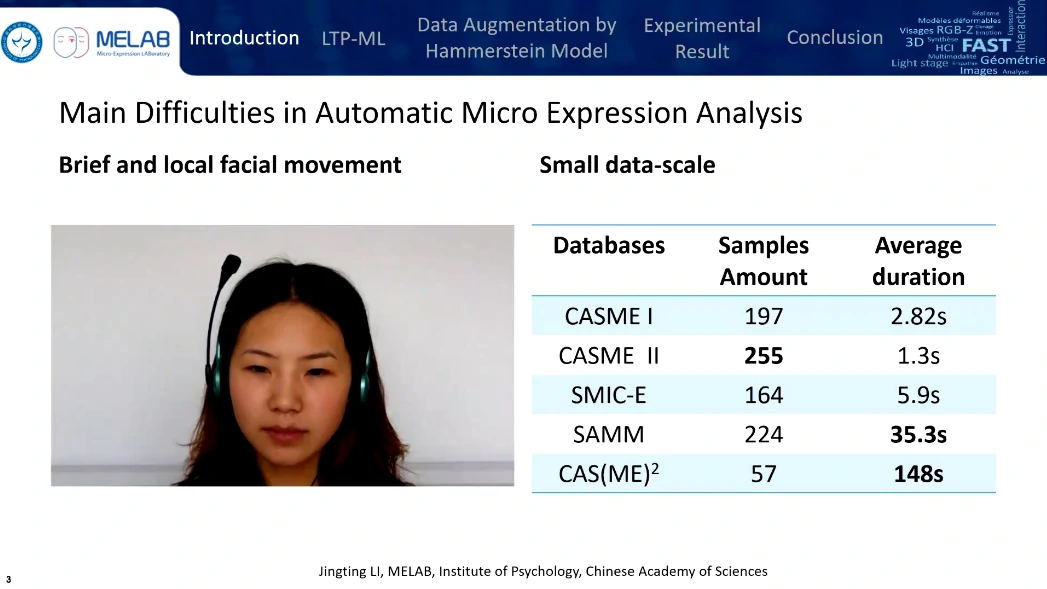 MELAB
Micro-Expression LABoratory
Introduction
LTP-ML
Data Augmentation by
Hammerstein Model
Experimental
Result
Conclusion
Réalisme
Modèles déformables
Visages RGB-Z
Emotion
3D Synthèse
HCI FAST
Multimodalité
Géométrie
Light stage Empathie
Images Analyse
Expression
Interaction
Main Difficulties in Automatic Micro Expression Analysis
Brief and local facial movement
Small data-scale
Databases Samples Amount Average duration
CASME I 197 2.82s
CASME II 255 1.3s
SMIC-E 164 5.9s
SAMM 224 35.3s
CAS(ME)² 57 148s
Jingting LI, MELAB, Institute of Psychology, Chinese Academy of Sciences
3